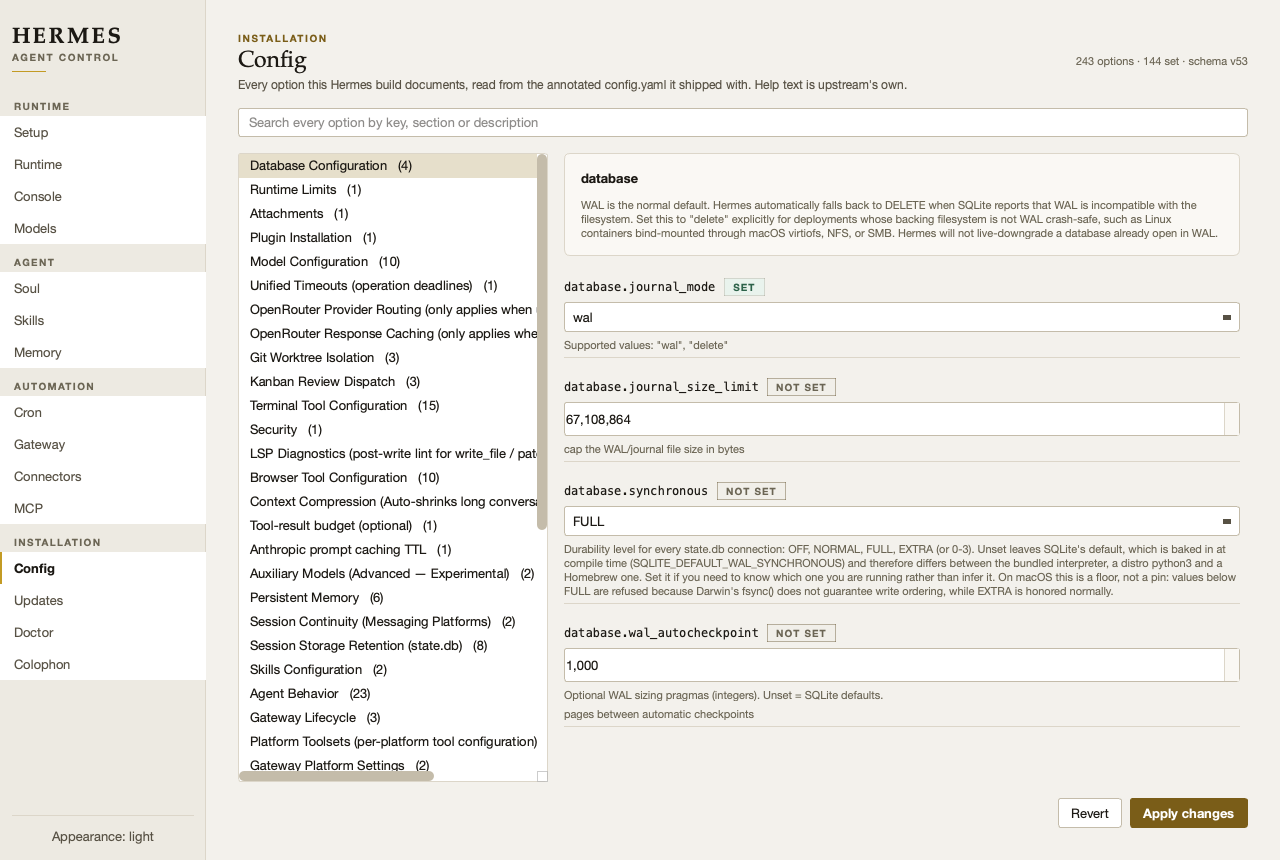 HERMES
AGENT CONTROL
RUNTIME
Setup
Runtime
Console
Models
AGENT
Soul
Skills
Memory
AUTOMATION
Cron
Gateway
Connectors
MCP
INSTALLATION
Config
Updates
Doctor
Colophon
Appearance: light
INSTALLATION
Config
243 options · 144 set · schema v53
Every option this Hermes build documents, read from the annotated config.yaml it shipped with. Help text is upstream's own.
Search every option by key, section or description
Database Configuration (4)
Runtime Limits (1)
Attachments (1)
Plugin Installation (1)
Model Configuration (10)
Unified Timeouts (operation deadlines) (1)
OpenRouter Provider Routing (only applies when
OpenRouter Response Caching (only applies whe
Git Worktree Isolation (3)
Kanban Review Dispatch (3)
Terminal Tool Configuration (15)
Security (1)
LSP Diagnostics (post-write lint for write_file / pat
Browser Tool Configuration (10)
Context Compression (Auto-shrinks long convers
Tool-result budget (optional) (1)
Anthropic prompt caching TTL (1)
Auxiliary Models (Advanced — Experimental) (2)
Persistent Memory (6)
Session Continuity (Messaging Platforms) (2)
Session Storage Retention (state.db) (8)
Skills Configuration (2)
Agent Behavior (23)
Gateway Lifecycle (3)
Platform Toolsets (per-platform tool configuration)
Gateway Platform Settings (2)
database
WAL is the normal default. Hermes automatically falls back to DELETE when SQLite reports that WAL is incompatible with the
filesystem. Set this to "delete" explicitly for deployments whose backing filesystem is not WAL crash-safe, such as Linux
containers bind-mounted through macOS virtiofs, NFS, or SMB. Hermes will not live-downgrade a database already open in WAL.
database.journal_mode SET
wal
Supported values: "wal", "delete"
database.journal_size_limit NOT SET
67,108,864
cap the WAL/journal file size in bytes
database.synchronous NOT SET
FULL
Durability level for every state.db connection: OFF, NORMAL, FULL, EXTRA (or 0-3). Unset leaves SQLite's default, which is baked in at
compile time (SQLITE_DEFAULT_WAL_SYNCHRONOUS) and therefore differs between the bundled interpreter, a distro python3 and a
Homebrew one. Set it if you need to know which one you are running rather than infer it. On macOS this is a floor, not a pin: values below
FULL are refused because Darwin's fsync() does not guarantee write ordering, while EXTRA is honored normally.
database.wal_autocheckpoint NOT SET
1,000
Optional WAL sizing pragmas (integers). Unset = SQLite defaults.
pages between automatic checkpoints
Revert
Apply changes